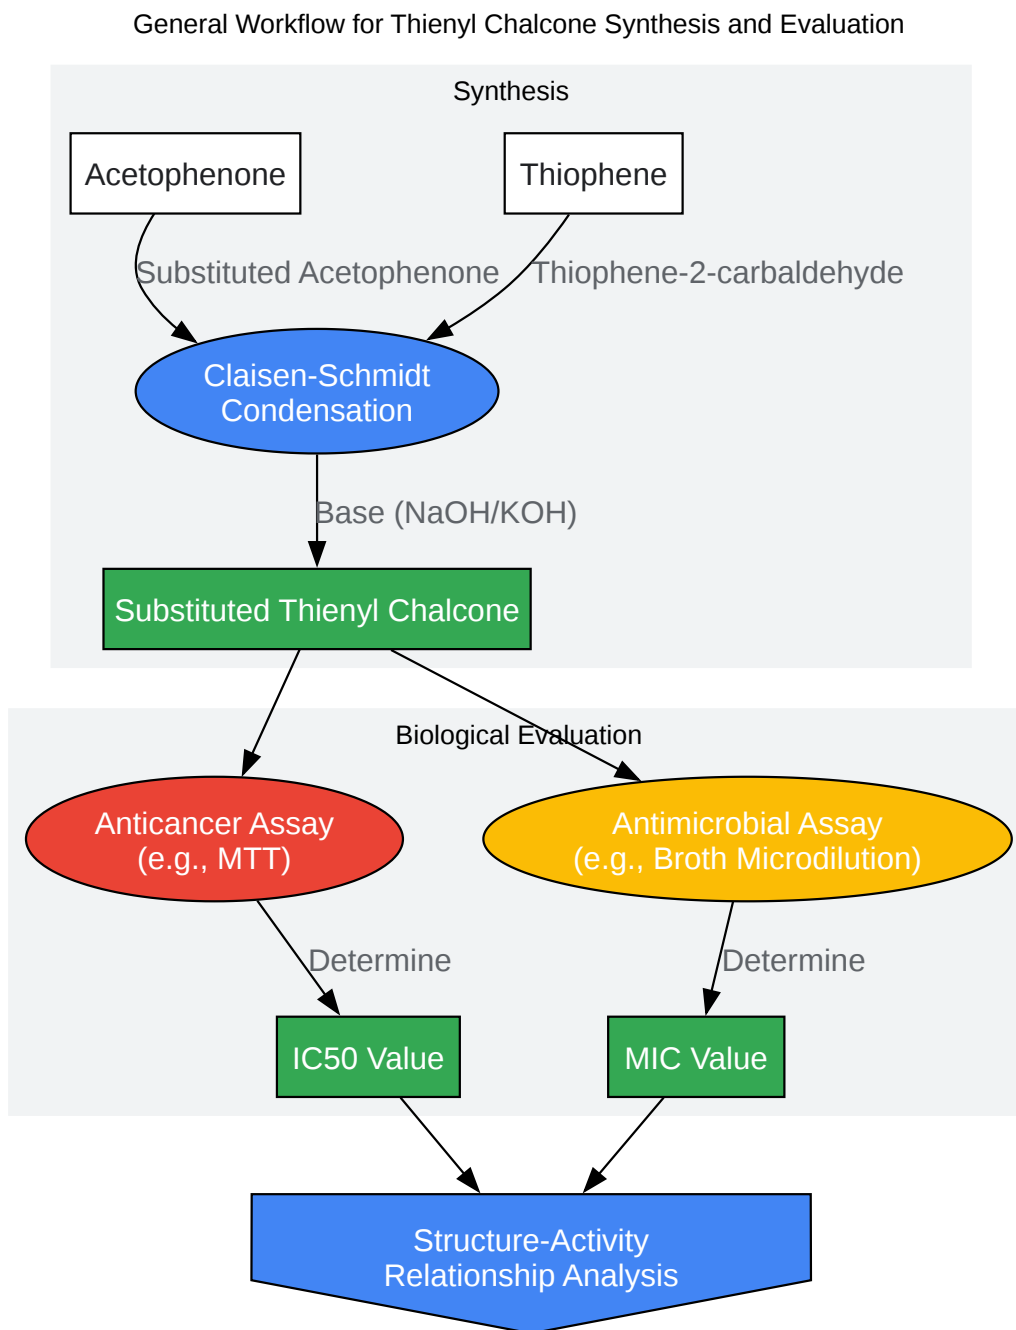 General Workflow for Thienyl Chalcone Synthesis and Evaluation
Synthesis
Acetophenone
Thiophene
Substituted Acetophenone
Thiophene-2-carbaldehyde
Claisen-Schmidt
Condensation
Base (NaOH/KOH)
Substituted Thienyl Chalcone
Biological Evaluation
Anticancer Assay
(e.g., MTT)
Antimicrobial Assay
(e.g., Broth Microdilution)
Determine
Determine
IC50 Value
MIC Value
Structure-Activity
Relationship Analysis